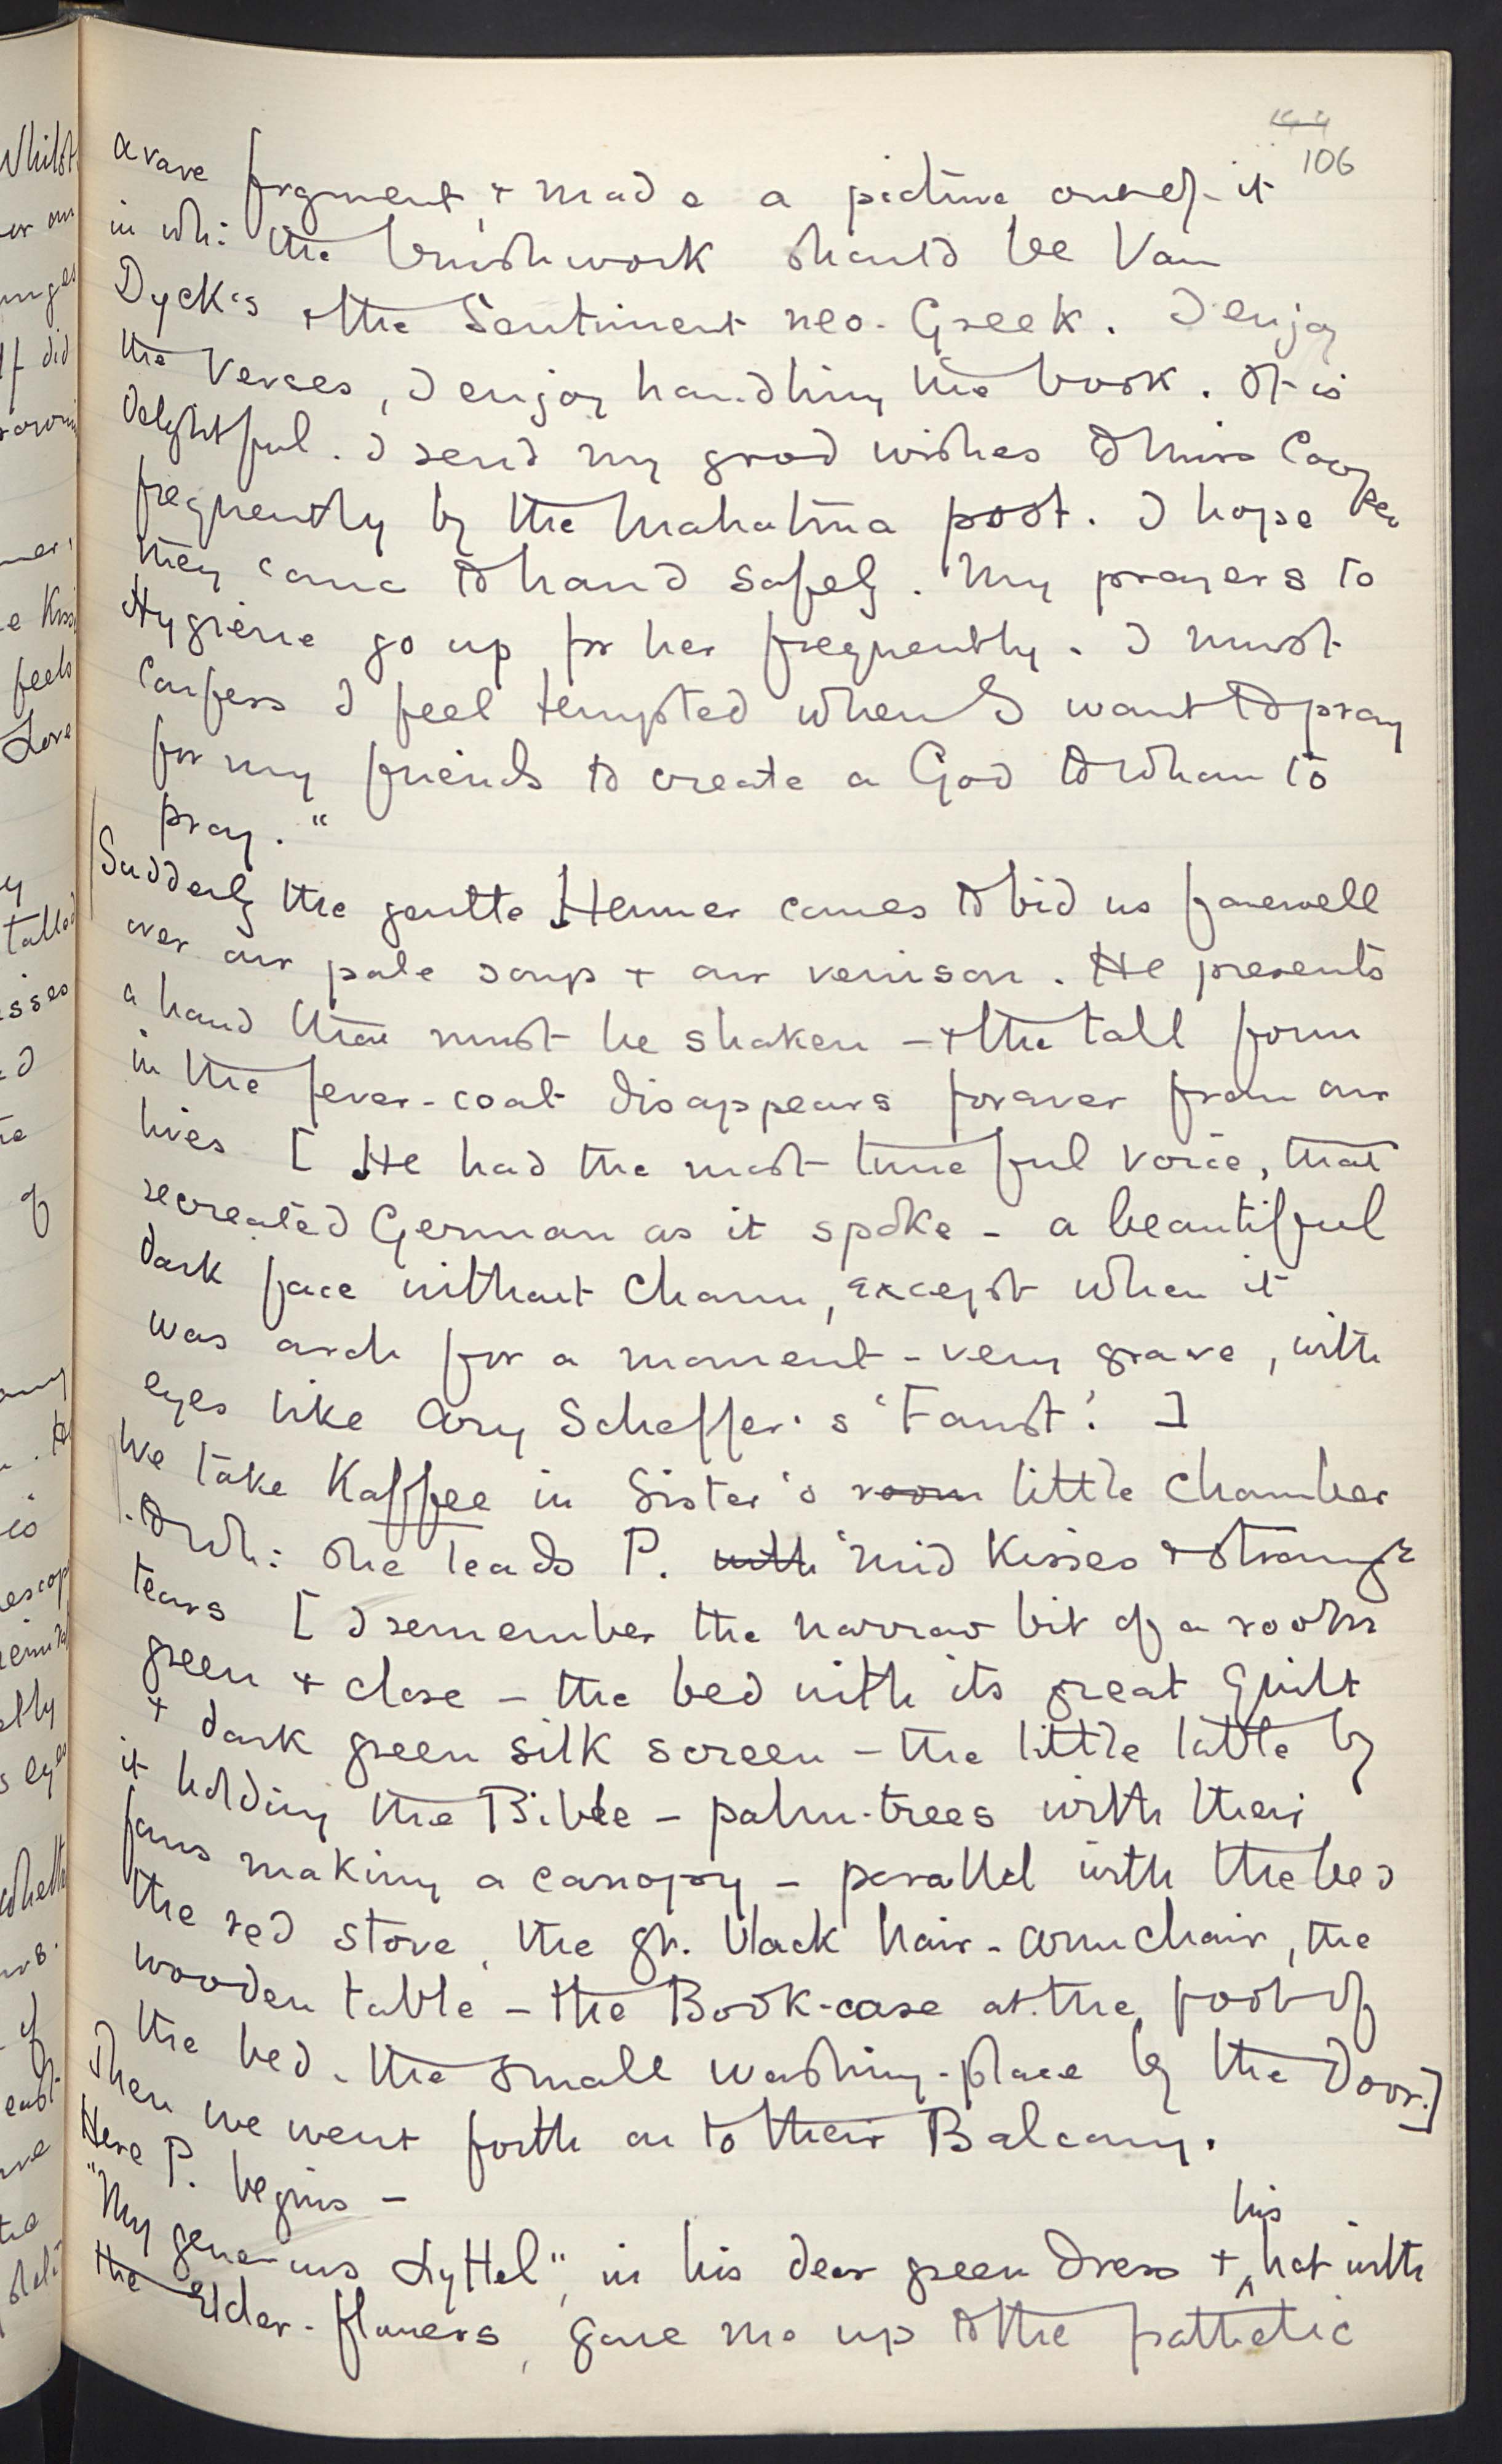 106
a rare frgment, & made a picture out of it
in wh: the brushwork should be Van
Dyck's & the Sentiment neo-Greek. I enjoy
the Verses, I enjoy handling the book. It is
delightful. I send my good wishes to Miss Cooper
frequently by the Mahatma post. I hope
they come to hand safely. My prayers to
Hygiene go up for her frequently. I must
Confess I feel tempted when I want to pray
for my friends to create a God to whom to
pray."
Suddenly the gentle Henner comes to bid us farewell
over our pale soup & our venison. He presents
a hand that must be shaken – & the tall form
in the fever-coat disappears forever from our
lives [ He had the most tuneful voice, that
recreated German as it spoke – a beautiful
dark face without charm, except when it
was arch for a moment – very grave, with
eyes like Ary Scheffer's 'Faust'. ]
We take Kaffee in Sister's room little chamber
to wh: she leads P. with 'mid kisses & strange
tears [ I remember the narrow bit of a room
green & close – the bed with its great quilt
& dark green silk screen – the little table by
it holding the Bible – palm-trees with their
fans making a canopy – parallel with the bed
the red stove, the gr. black hair-armchair, the
wooden table – the Book-case at the foot of
the bed – the small washing-place by the Door.]
Then we went forth on to their Balcony.
Here P. begins –
his
"My generous Lyttel", in his dear green dress & hat with
the Elder-flowers, gave me up to the pathetic